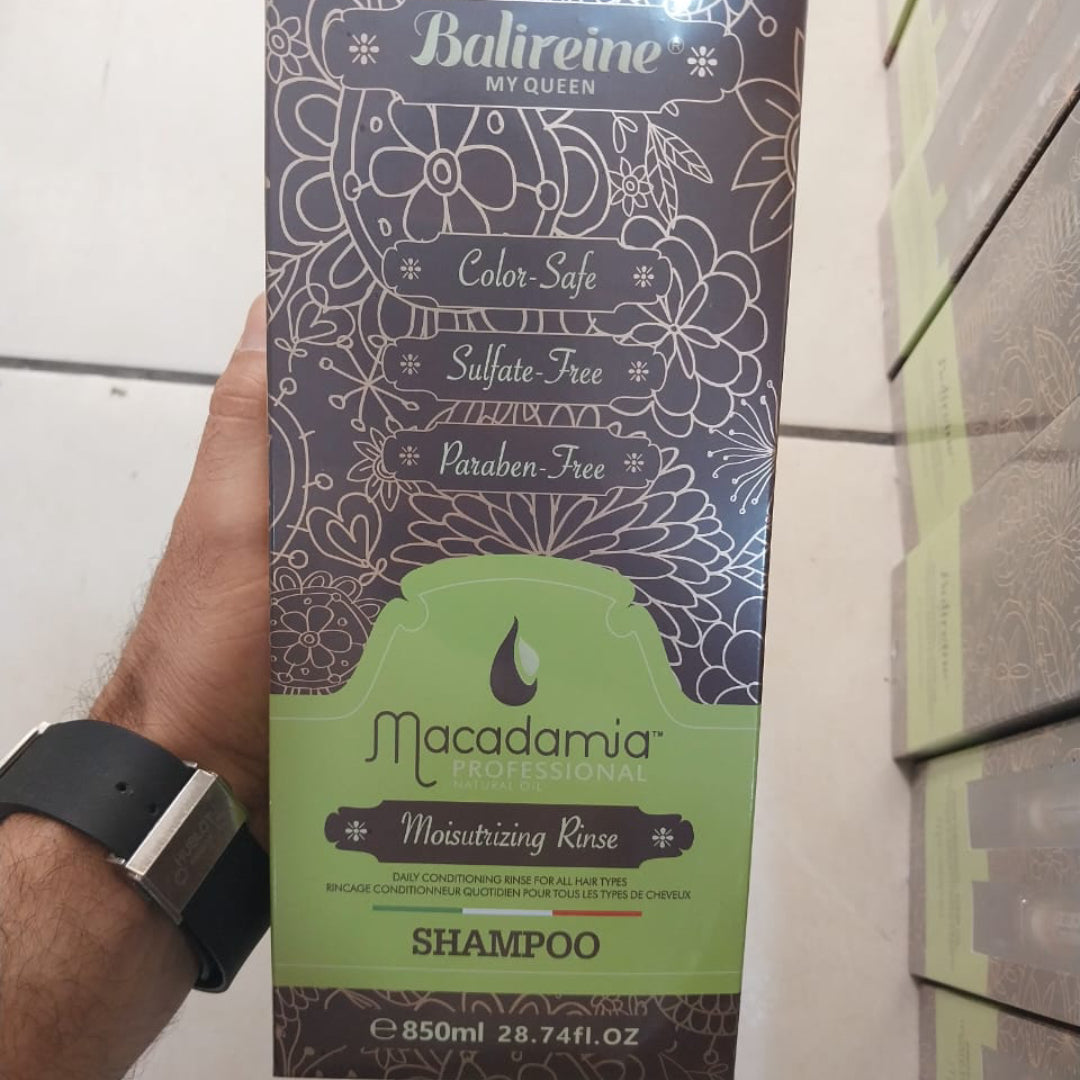 Balireine®
MY QUEEN
Color-Safe
Sulfate-Free
Paraben-Free
Macadamia™
PROFESSIONAL
NATURAL OIL
Moisutrizing Rinse
DAILY CONDITIONING RINSE FOR ALL HAIR TYPES
RINCAGE CONDITIONNEUR QUOTIDIEN POUR TOUS LES TYPES DE CHEVEUX
SHAMPOO
℮850ml 28.74fl.oz
HUBLOT